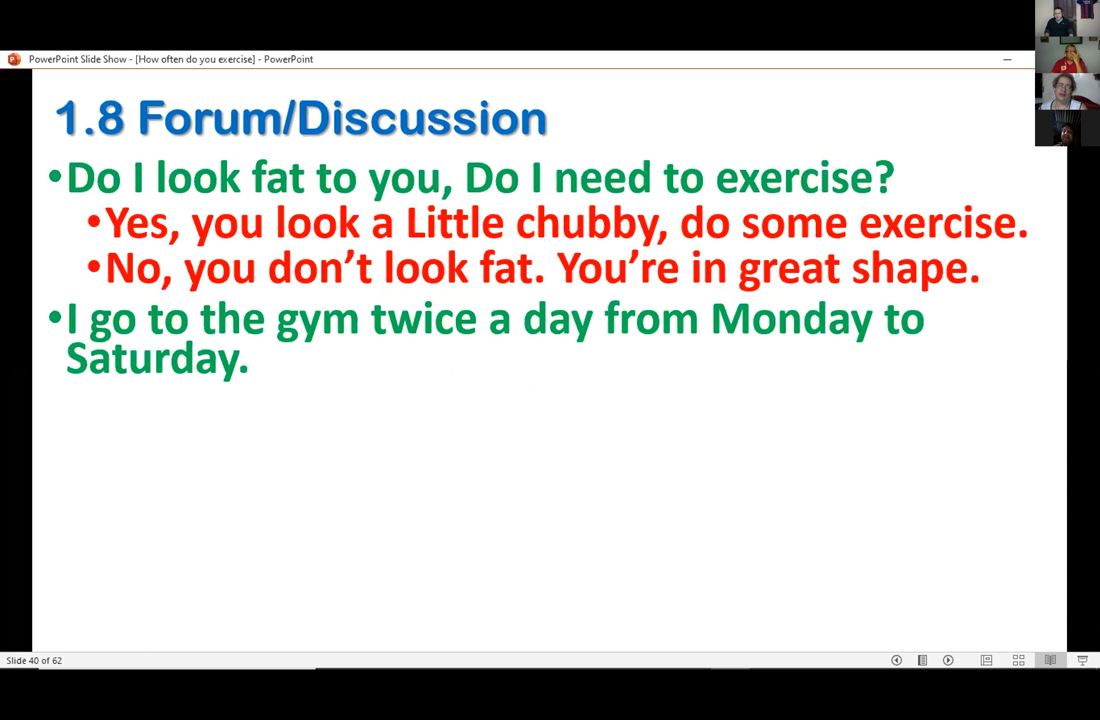 PowerPoint Slide Show - [How often do you exercise] - PowerPoint
1.8 Forum/Discussion
•Do I look fat to you, Do I need to exercise?
•Yes, you look a Little chubby, do some exercise.
•No, you don't look fat. You're in great shape.
•I go to the gym twice a day from Monday to
Saturday.
Slide 40 of 62